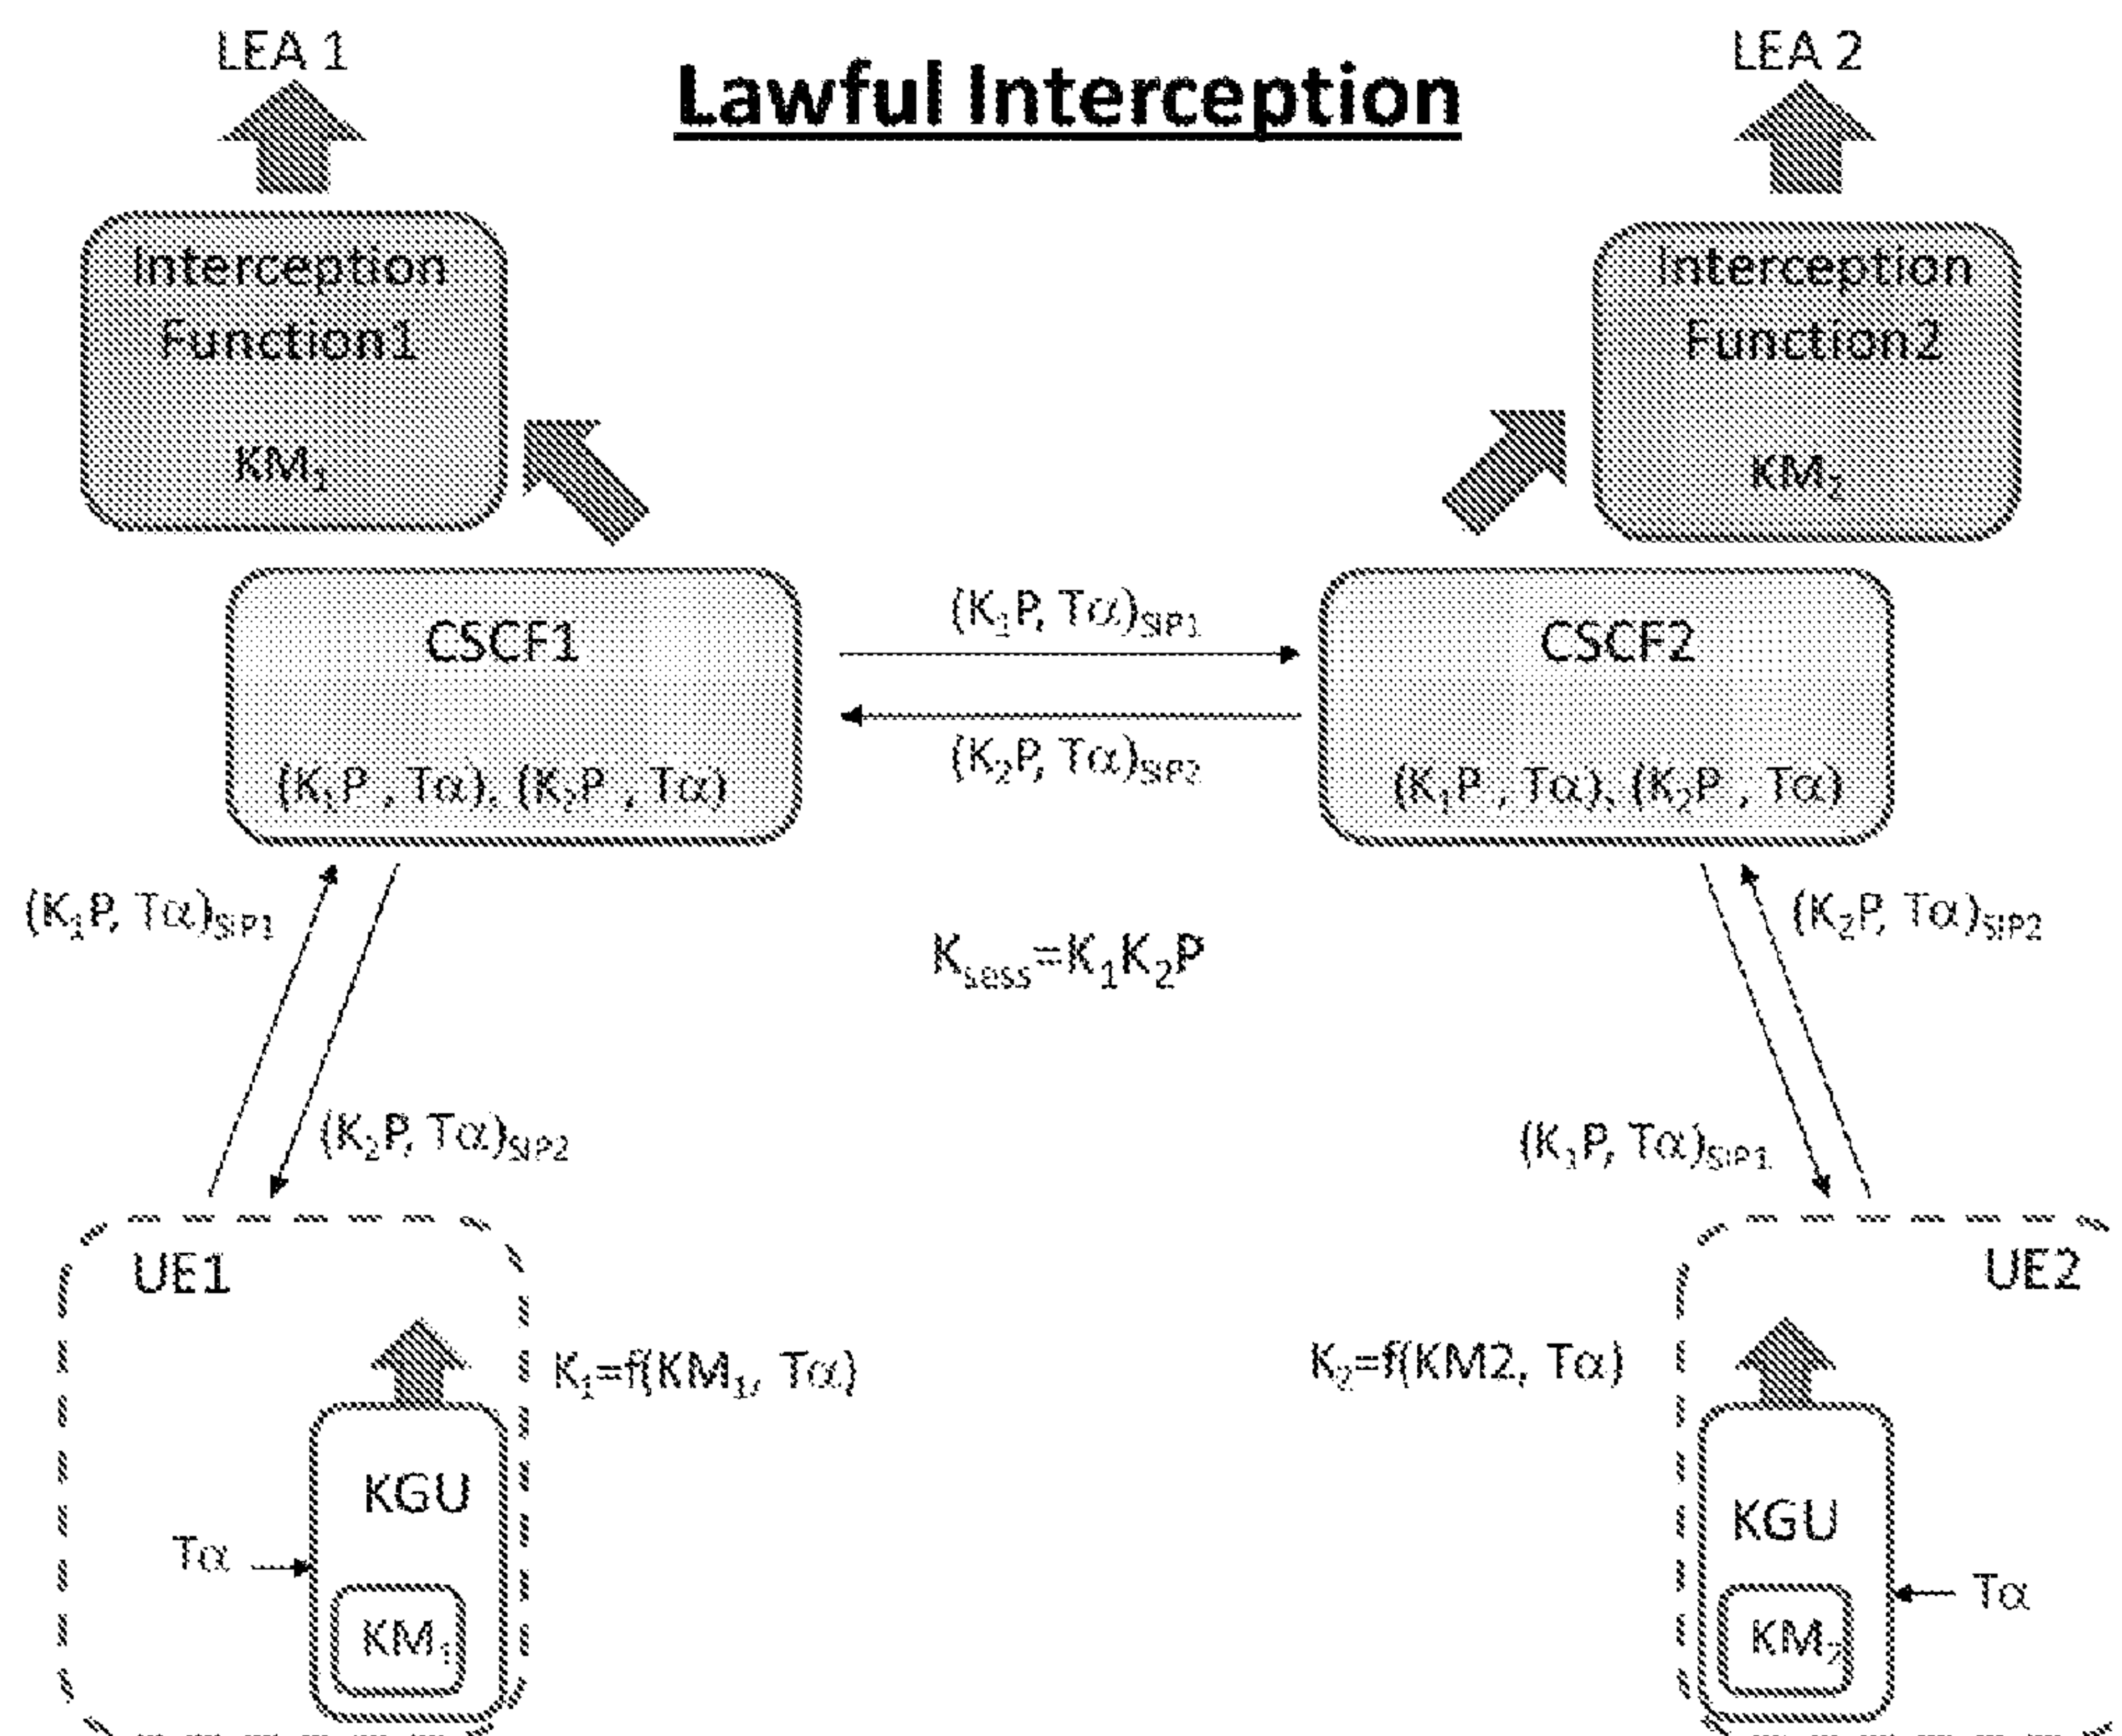 LEA 1
Lawful Interception
LEA 2
Interception
Function1
KM₁
Interception
Function2
KM₂
CSCF1
(K₁P , Tα), (K₂P , Tα)
(K₁P, Tα)SIP1
(K₂P, Tα)SIP2
CSCF2
(K₁P , Tα), (K₂P , Tα)
(K₁P, Tα)SIP1
(K₂P, Tα)SIP2
Ksess=K₁K₂P
(K₂P, Tα)SIP2
(K₁P, Tα)SIP1
UE1
K₁=f(KM₁, Tα)
KGU
Tα
KM₁
UE2
K₂=f(KM2, Tα)
KGU
Tα
KM₂